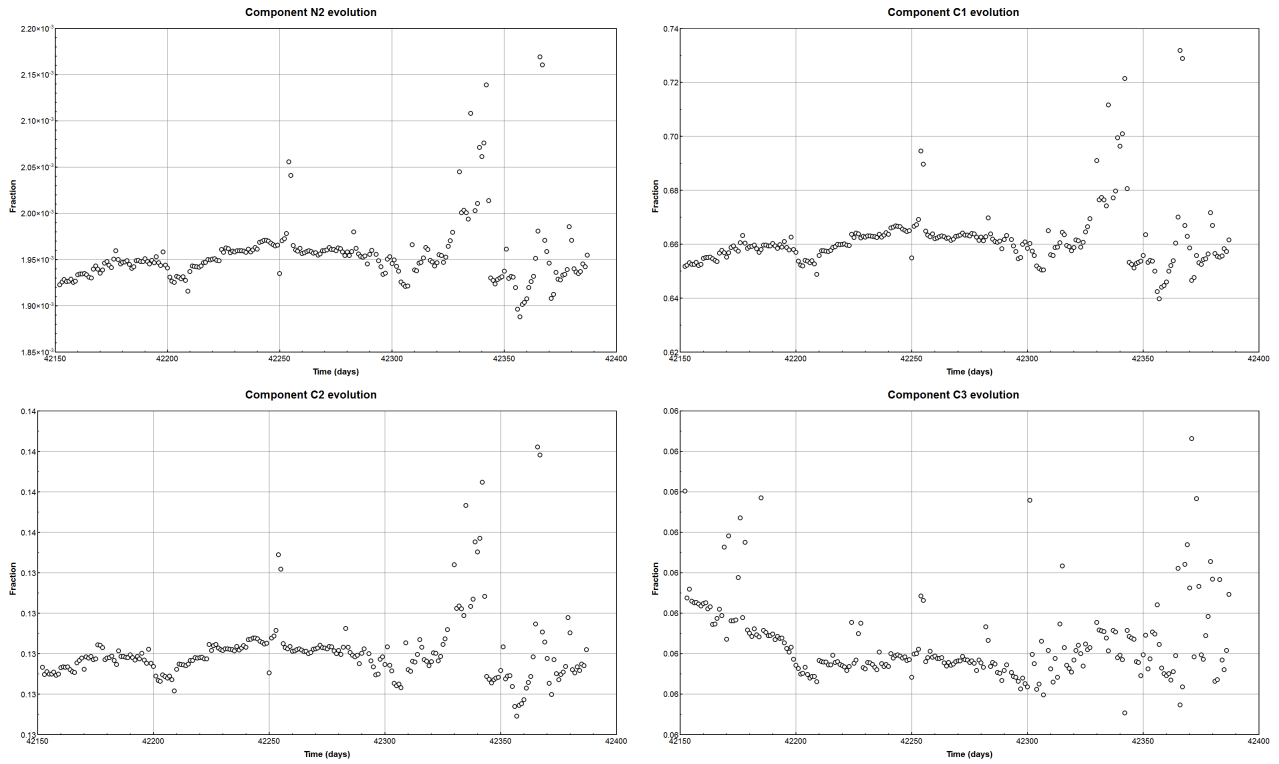 Component N2 evolution
2.20×10⁻³
2.15×10⁻³
2.10×10⁻³
2.05×10⁻³
2.00×10⁻³
1.95×10⁻³
1.90×10⁻³
1.85×10⁻³
Fraction
42150 42200 42250 42300 42350 42400
Time (days)
Component C1 evolution
0.74
0.72
0.70
0.68
0.66
0.64
0.62
Fraction
42150 42200 42250 42300 42350 42400
Time (days)
Component C2 evolution
0.14
0.14
0.14
0.14
0.13
0.13
0.13
0.13
0.13
Fraction
42150 42200 42250 42300 42350 42400
Time (days)
Component C3 evolution
0.06
0.06
0.06
0.06
0.06
0.06
0.06
0.06
0.06
Fraction
42150 42200 42250 42300 42350 42400
Time (days)